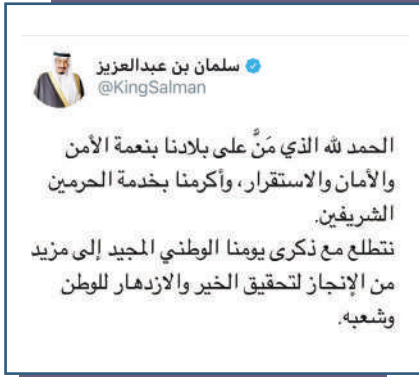 سلمان بن عبدالعزيز
@KingSalman
الحمد لله الذي مَنَّ على بلادنا بنعمة الأمن
والأمان والاستقرار، وأكرمنا بخدمة الحرمين
الشريفين.
نتطلع مع ذكرى يومنا الوطني المجيد إلى مزيد
من الإنجاز لتحقيق الخير والازدهار للوطن
وشعبه.